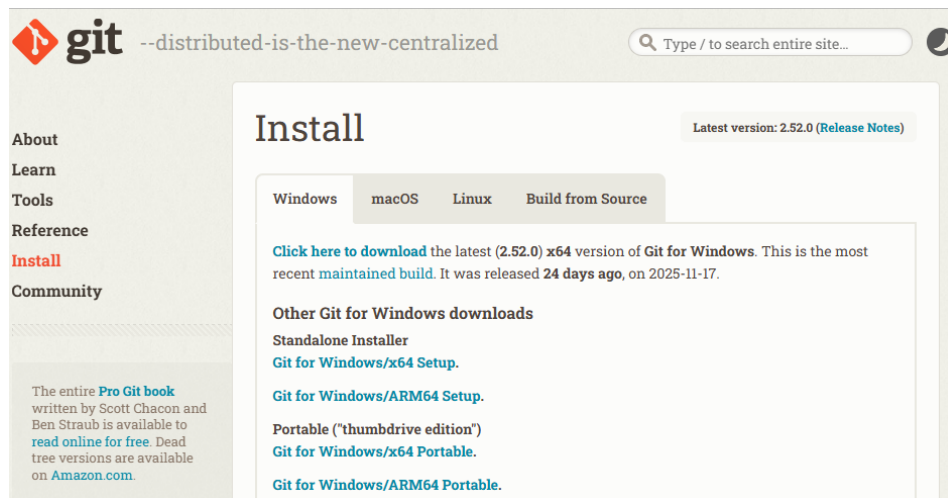 git --distributed-is-the-new-centralized
Type / to search entire site...
About
Learn
Tools
Reference
Install
Community
The entire Pro Git book
written by Scott Chacon and
Ben Straub is available to
read online for free. Dead
tree versions are available
on Amazon.com.
Install
Latest version: 2.52.0 (Release Notes)
Windows macOS Linux Build from Source
Click here to download the latest (2.52.0) x64 version of Git for Windows. This is the most
recent maintained build. It was released 24 days ago, on 2025-11-17.
Other Git for Windows downloads
Standalone Installer
Git for Windows/x64 Setup.
Git for Windows/ARM64 Setup.
Portable ("thumbdrive edition")
Git for Windows/x64 Portable.
Git for Windows/ARM64 Portable.